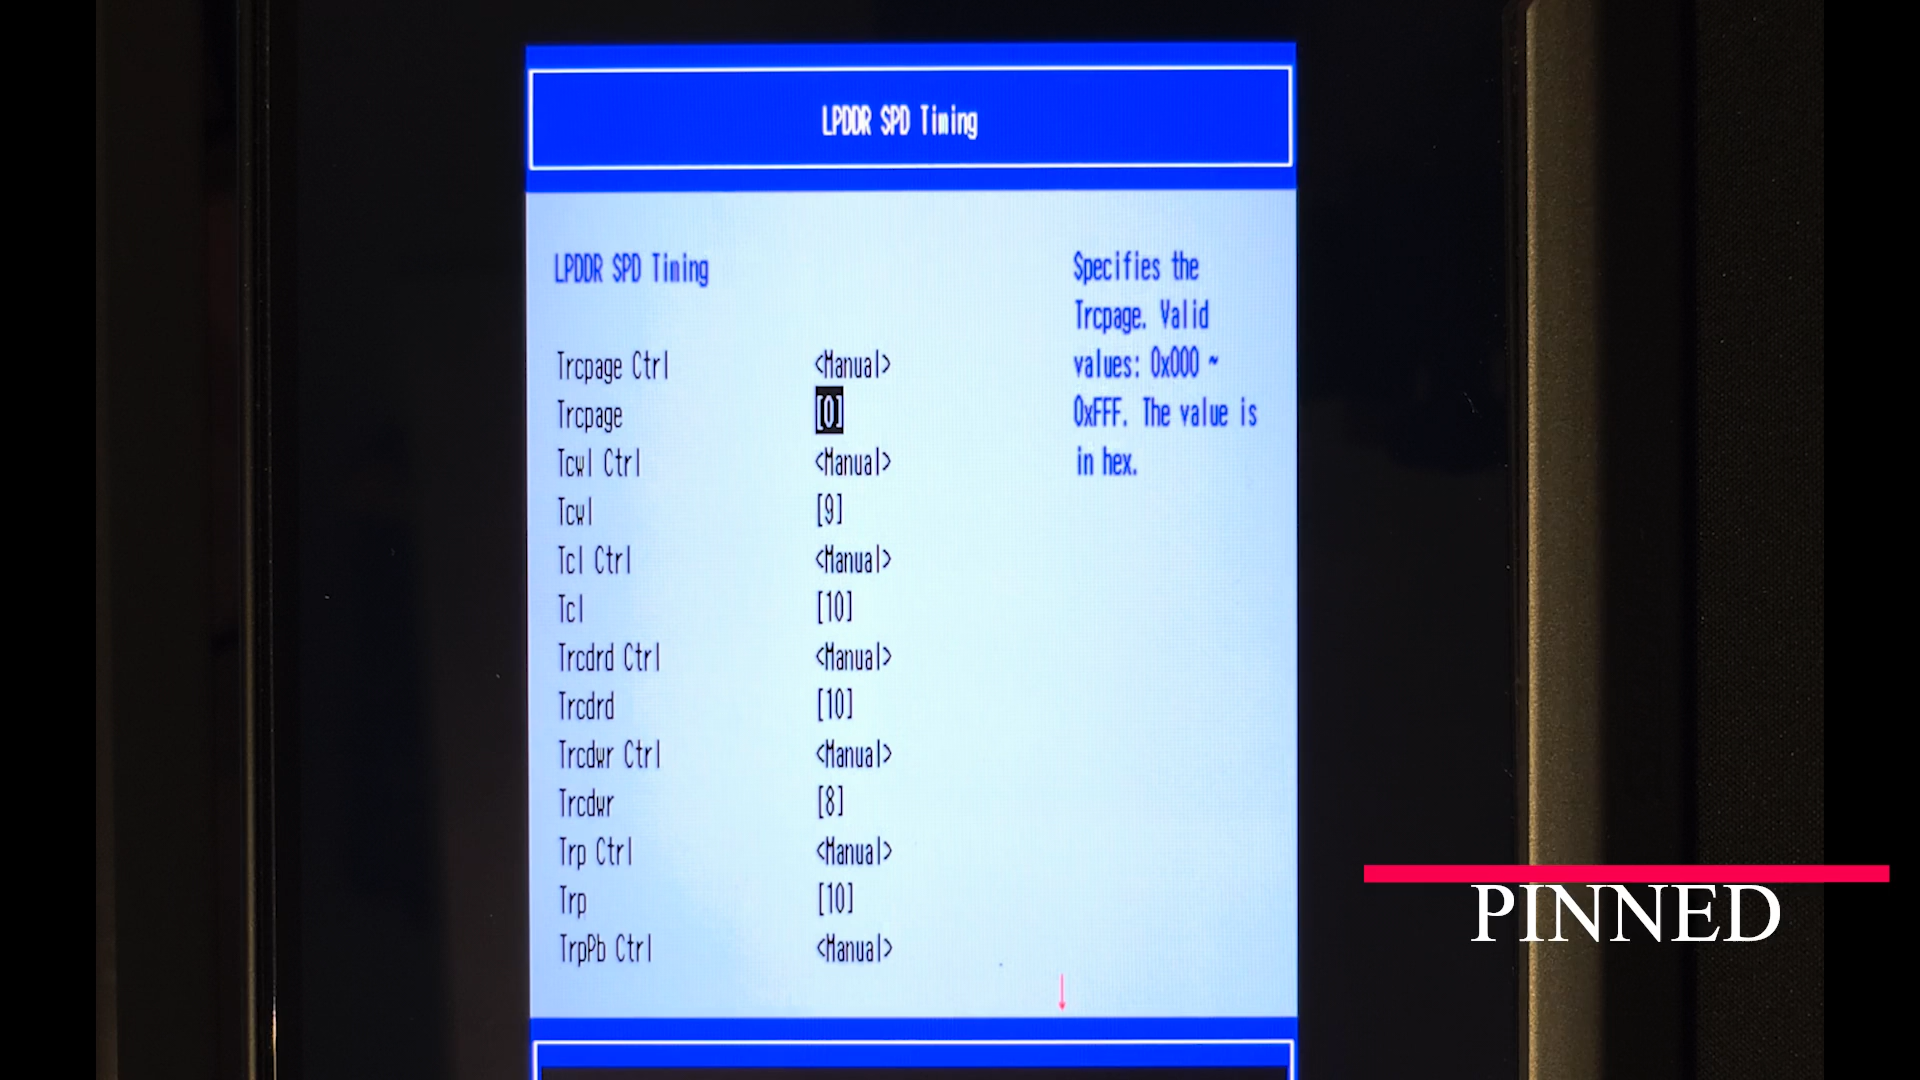 LPDDR SPD Timing
LPDDR SPD Timing
Trcpage Ctrl <Manual>
Trcpage [0]
Tcwl Ctrl <Manual>
Tcwl [9]
Tcl Ctrl <Manual>
Tcl [10]
Trcdrd Ctrl <Manual>
Trcdrd [10]
Trcdwr Ctrl <Manual>
Trcdwr [8]
Trp Ctrl <Manual>
Trp [10]
TrpPb Ctrl <Manual>
Specifies the
Trcpage. Valid
values: 0x000 ~
0xFFF. The value is
in hex.
PINNED